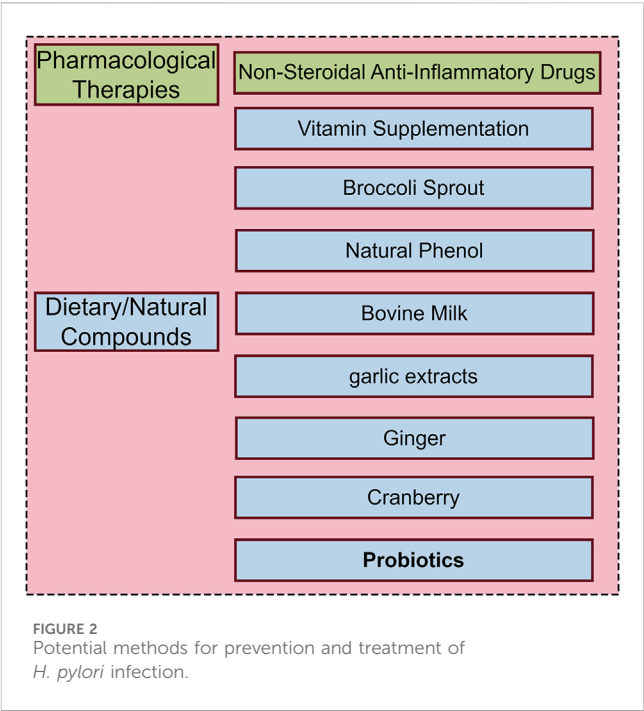 Pharmacological
Therapies
Non-Steroidal Anti-Inflammatory Drugs
Vitamin Supplementation
Broccoli Sprout
Natural Phenol
Dietary/Natural
Compounds
Bovine Milk
garlic extracts
Ginger
Cranberry
Probiotics
FIGURE 2
Potential methods for prevention and treatment of
H. pylori infection.